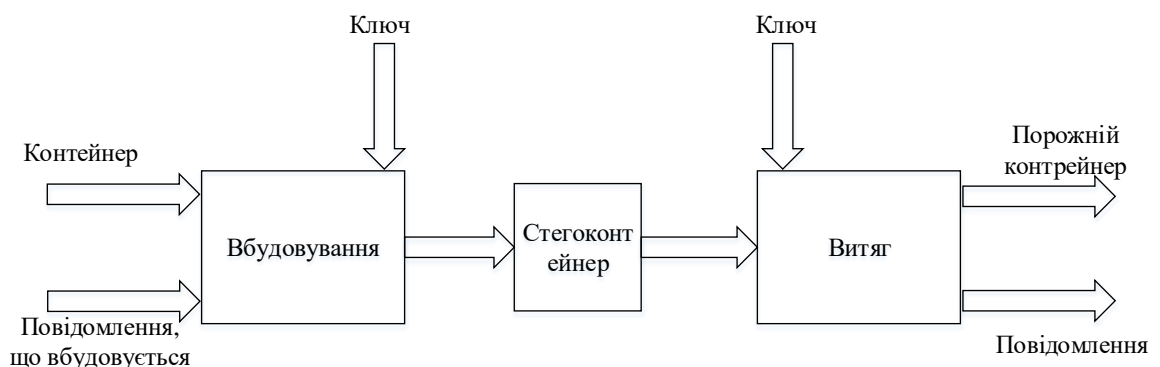 Ключ
Ключ
Контейнер
Порожній
контрейнер
Вбудовування
Стегоконт
ейнер
Витяг
Повідомлення,
що вбудовується
Повідомлення